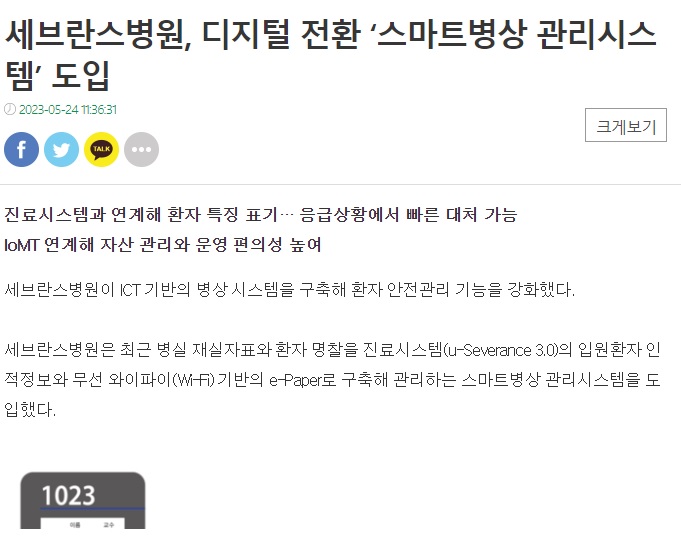 세브란스병원, 디지털 전환 ‘스마트병상 관리시스
템’ 도입
2023-05-24 11:36:31
크게보기
f
TALK
진료시스템과 연계해 환자 특징 표기… 응급상황에서 빠른 대처 가능
IoMT 연계해 자산 관리와 운영 편의성 높여
세브란스병원이 ICT 기반의 병상 시스템을 구축해 환자 안전관리 기능을 강화했다.
세브란스병원은 최근 병실 재실자표와 환자 명찰을 진료시스템(u-Severance 3.0)의 입원환자 인
적정보와 무선 와이파이(Wi-Fi) 기반의 e-Paper로 구축해 관리하는 스마트병상 관리시스템을 도
입했다.
1023
이름 교수